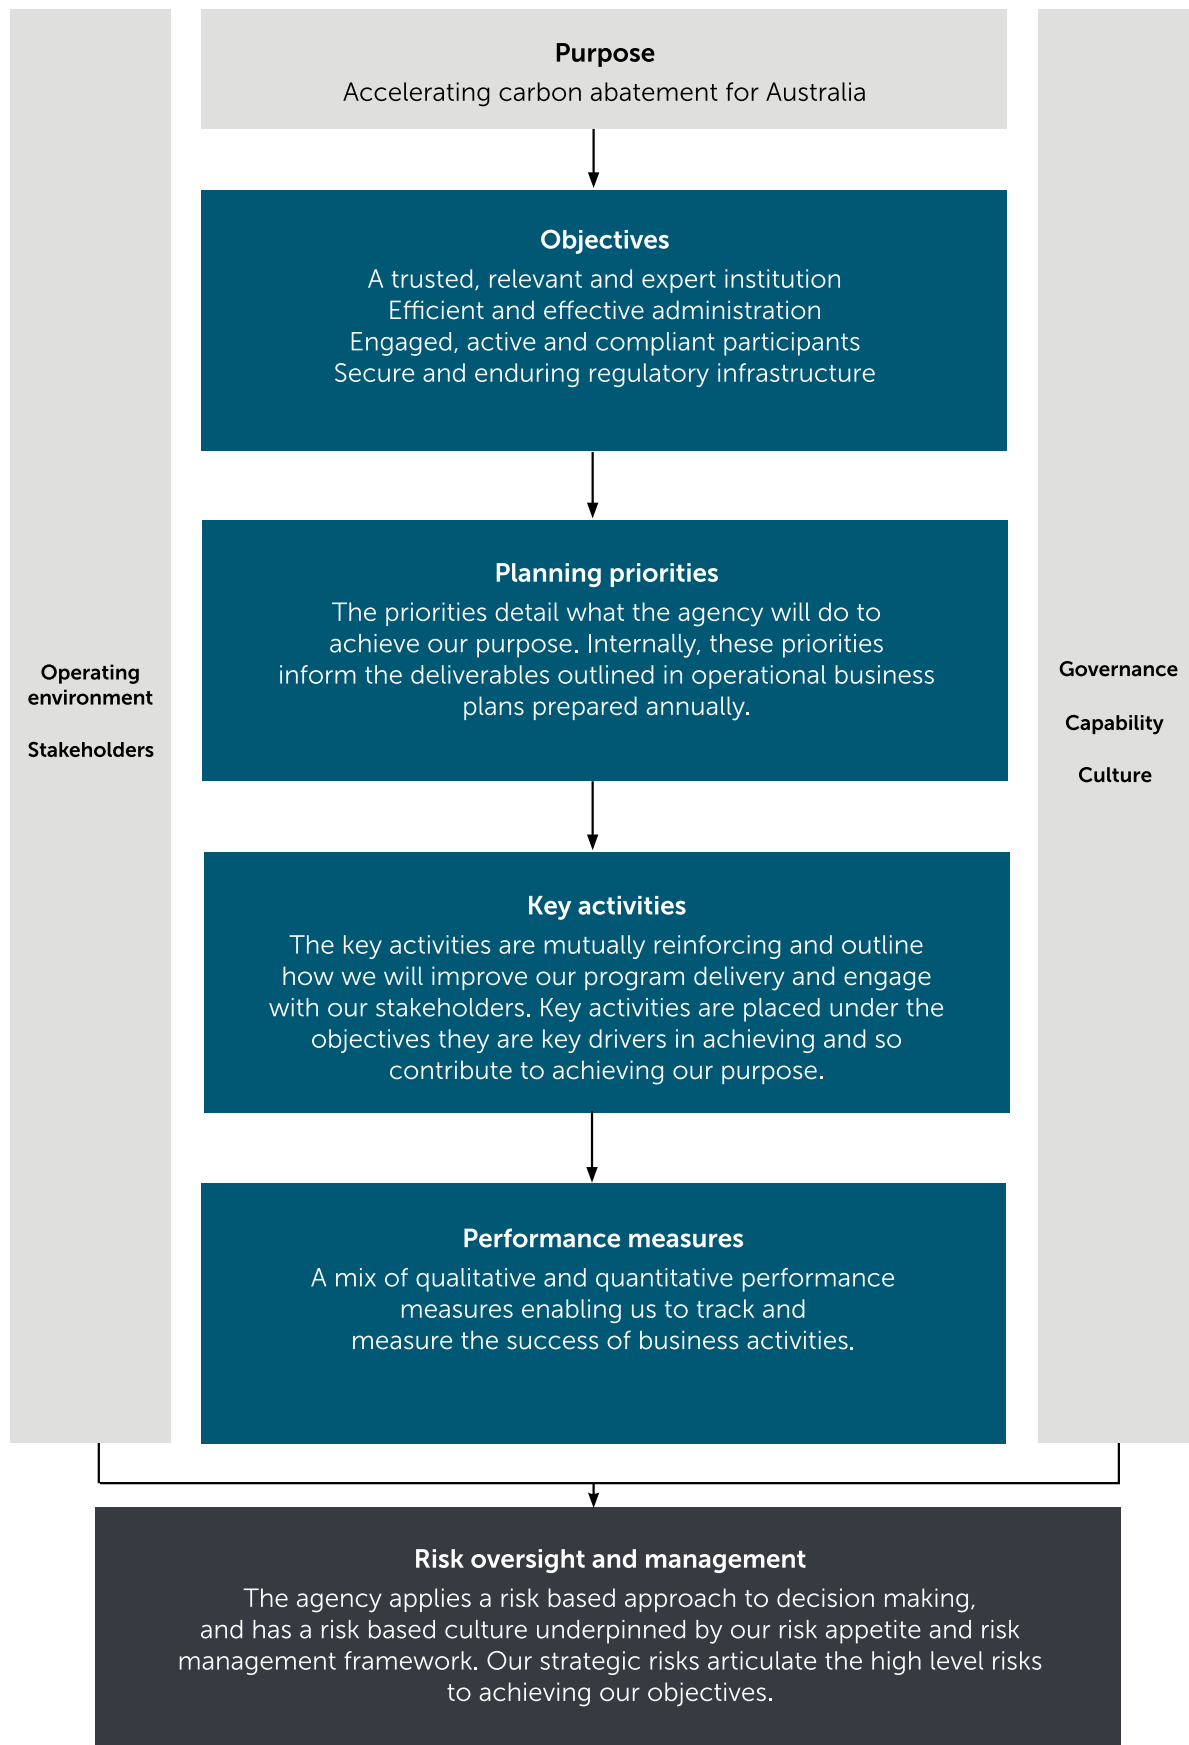 Purpose
Accelerating carbon abatement for Australia
Objectives
A trusted, relevant and expert institution
Efficient and effective administration
Engaged, active and compliant participants
Secure and enduring regulatory infrastructure
Planning priorities
The priorities detail what the agency will do to
achieve our purpose. Internally, these priorities
inform the deliverables outlined in operational business
plans prepared annually.
Operating
environment
Stakeholders
Governance
Capability
Culture
Key activities
The key activities are mutually reinforcing and outline
how we will improve our program delivery and engage
with our stakeholders. Key activities are placed under the
objectives they are key drivers in achieving and so
contribute to achieving our purpose.
Performance measures
A mix of qualitative and quantitative performance
measures enabling us to track and
measure the success of business activities.
Risk oversight and management
The agency applies a risk based approach to decision making,
and has a risk based culture underpinned by our risk appetite and risk
management framework. Our strategic risks articulate the high level risks
to achieving our objectives.